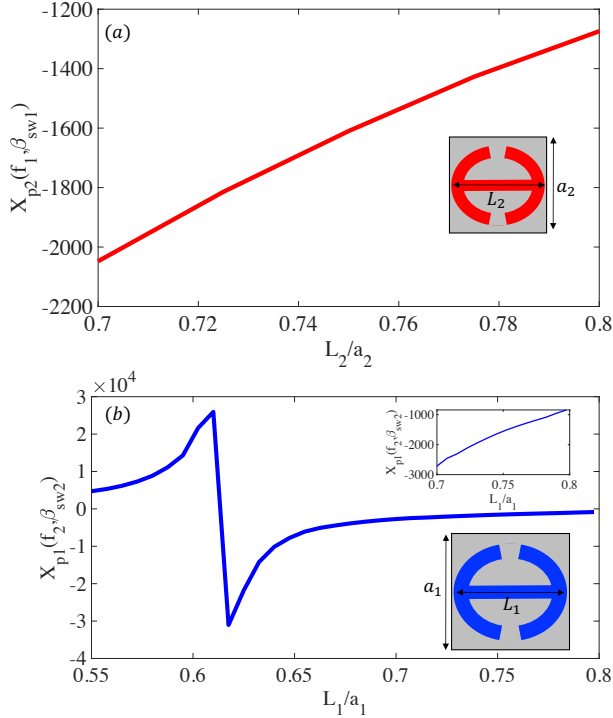 (a)
-1200
-1400
-1600
-1800
-2000
-2200
X_p2(f_1,β_sw1)
L_2
a_2
0.7 0.72 0.74 0.76 0.78 0.8
L_2/a_2
×10^4
(b)
3
2
1
0
-1
-2
-3
-4
X_p1(f_2,β_sw2)
-1000
-2000
-3000
X_p1(f_2,β_sw2)
0.7 0.75 0.8
L_1/a_1
a_1
L_1
0.55 0.6 0.65 0.7 0.75 0.8
L_1/a_1